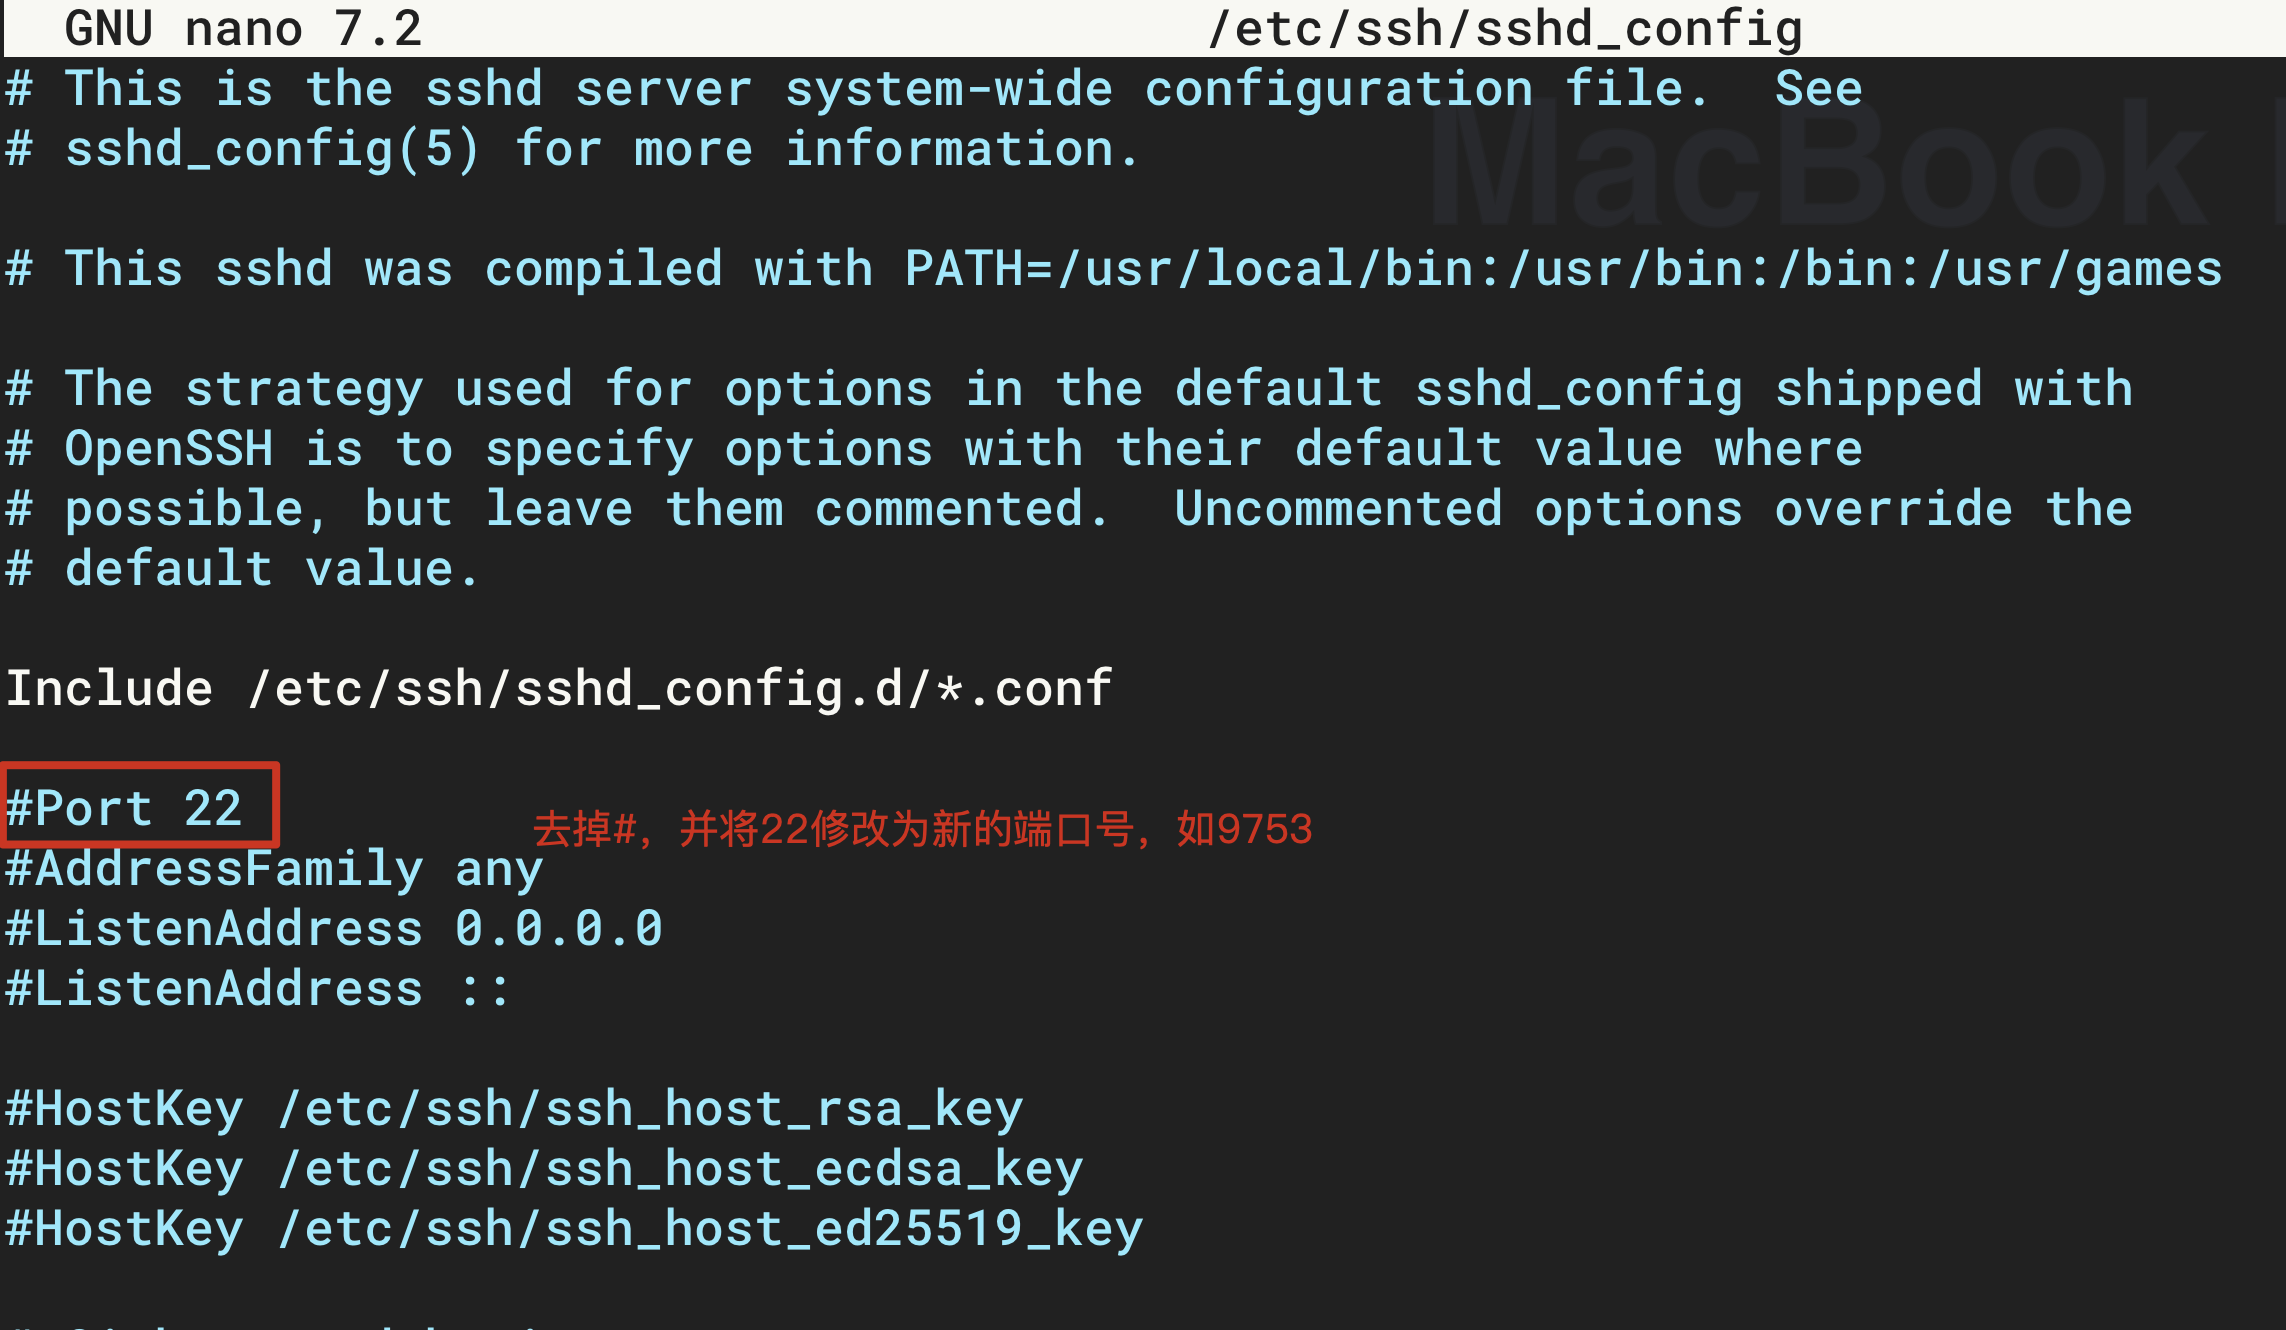 GNU nano 7.2 /etc/ssh/sshd_config
# This is the sshd server system-wide configuration file.  See
# sshd_config(5) for more information.
MacBook
# This sshd was compiled with PATH=/usr/local/bin:/usr/bin:/bin:/usr/games
# The strategy used for options in the default sshd_config shipped with
# OpenSSH is to specify options with their default value where
# possible, but leave them commented.  Uncommented options override the
# default value.
Include /etc/ssh/sshd_config.d/*.conf
#Port 22
去掉#，并将22修改为新的端口号，如9753
#AddressFamily any
#ListenAddress 0.0.0.0
#ListenAddress ::
#HostKey /etc/ssh/ssh_host_rsa_key
#HostKey /etc/ssh/ssh_host_ecdsa_key
#HostKey /etc/ssh/ssh_host_ed25519_key